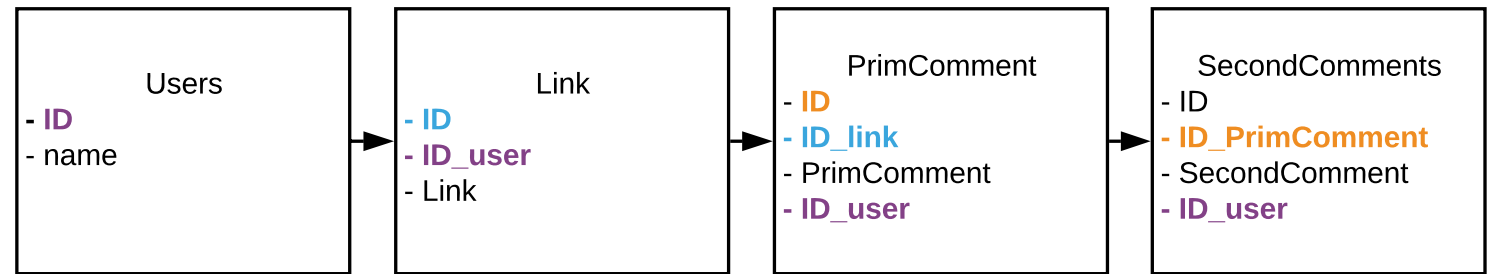 Users
- ID
- name
Link
- ID
- ID_user
- Link
PrimComment
- ID
- ID_link
- PrimComment
- ID_user
SecondComments
- ID
- ID_PrimComment
- SecondComment
- ID_user